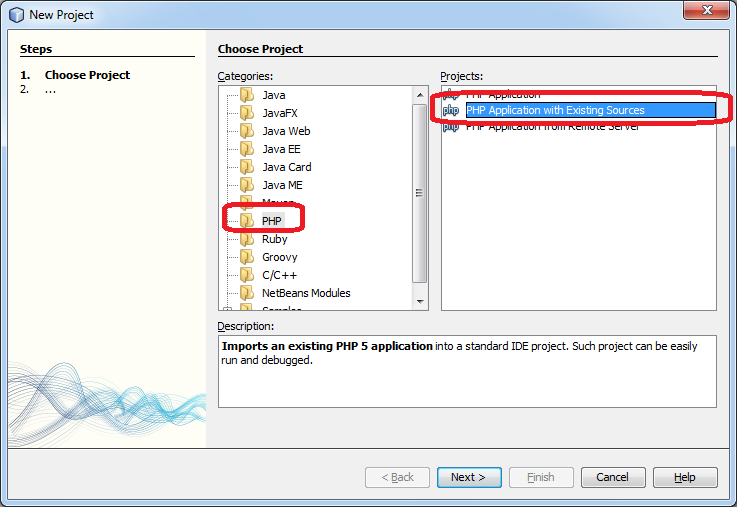 New Project
Steps
1. Choose Project
2. ...
Choose Project
Categories:
Java
JavaFX
Java Web
Java EE
Java Card
Java ME
Maven
PHP
Ruby
Groovy
C/C++
NetBeans Modules
Samples
Projects:
php PHP Application
php PHP Application with Existing Sources
php PHP Application from Remote Server
Description:
Imports an existing PHP 5 application into a standard IDE project. Such project can be easily
run and debugged.
< Back
Next >
Finish
Cancel
Help